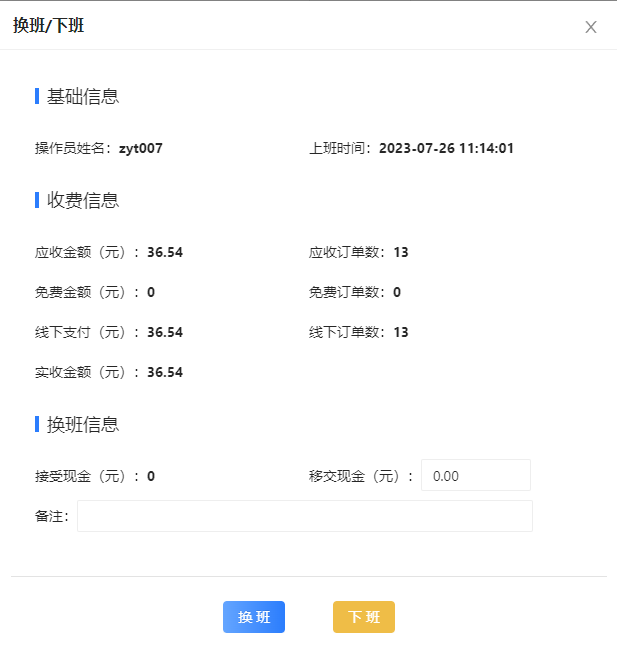 换班/下班
基础信息
操作员姓名：zyt007 上班时间：2023-07-26 11:14:01
收费信息
应收金额（元）：36.54 应收订单数：13
免费金额（元）：0 免费订单数：0
线下支付（元）：36.54 线下订单数：13
实收金额（元）：36.54
换班信息
接受现金（元）：0 移交现金（元）：0.00
备注：
换 班 下 班